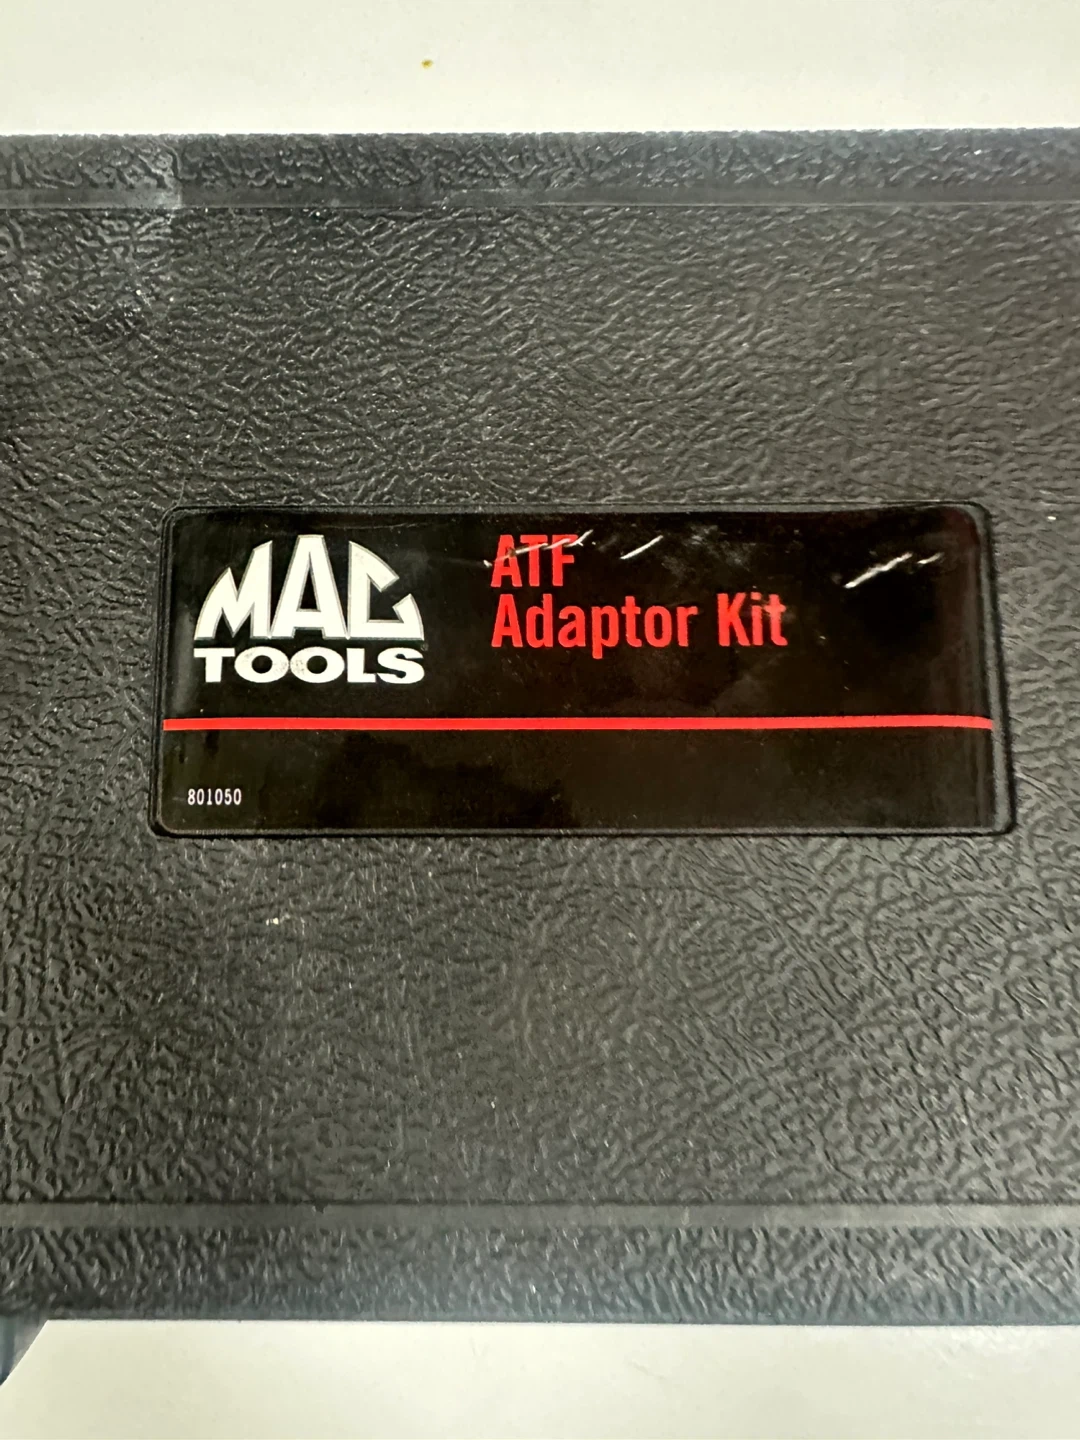 MAC
TOOLS
ATF
Adaptor Kit
801050